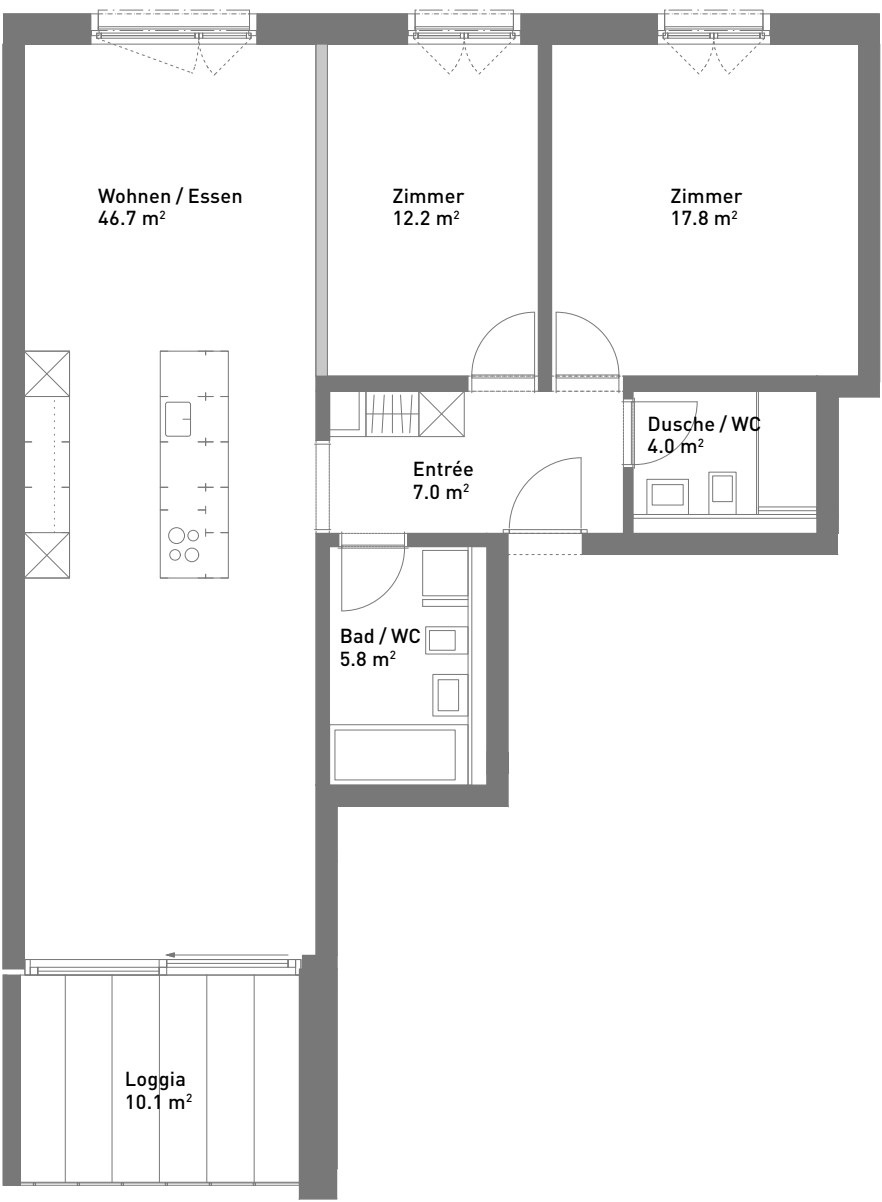 Wohnen / Essen
46.7 m²
Zimmer
12.2 m²
Zimmer
17.8 m²
Dusche / WC
4.0 m²
Entrée
7.0 m²
Bad / WC
5.8 m²
Loggia
10.1 m²